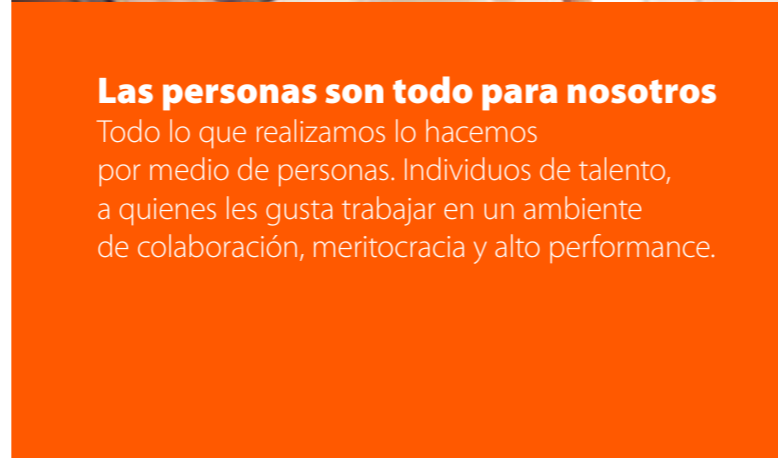 Las personas son todo para nosotros
Todo lo que realizamos lo hacemos
por medio de personas. Individuos de talento,
a quienes les gusta trabajar en un ambiente
de colaboración, meritocracia y alto performance.